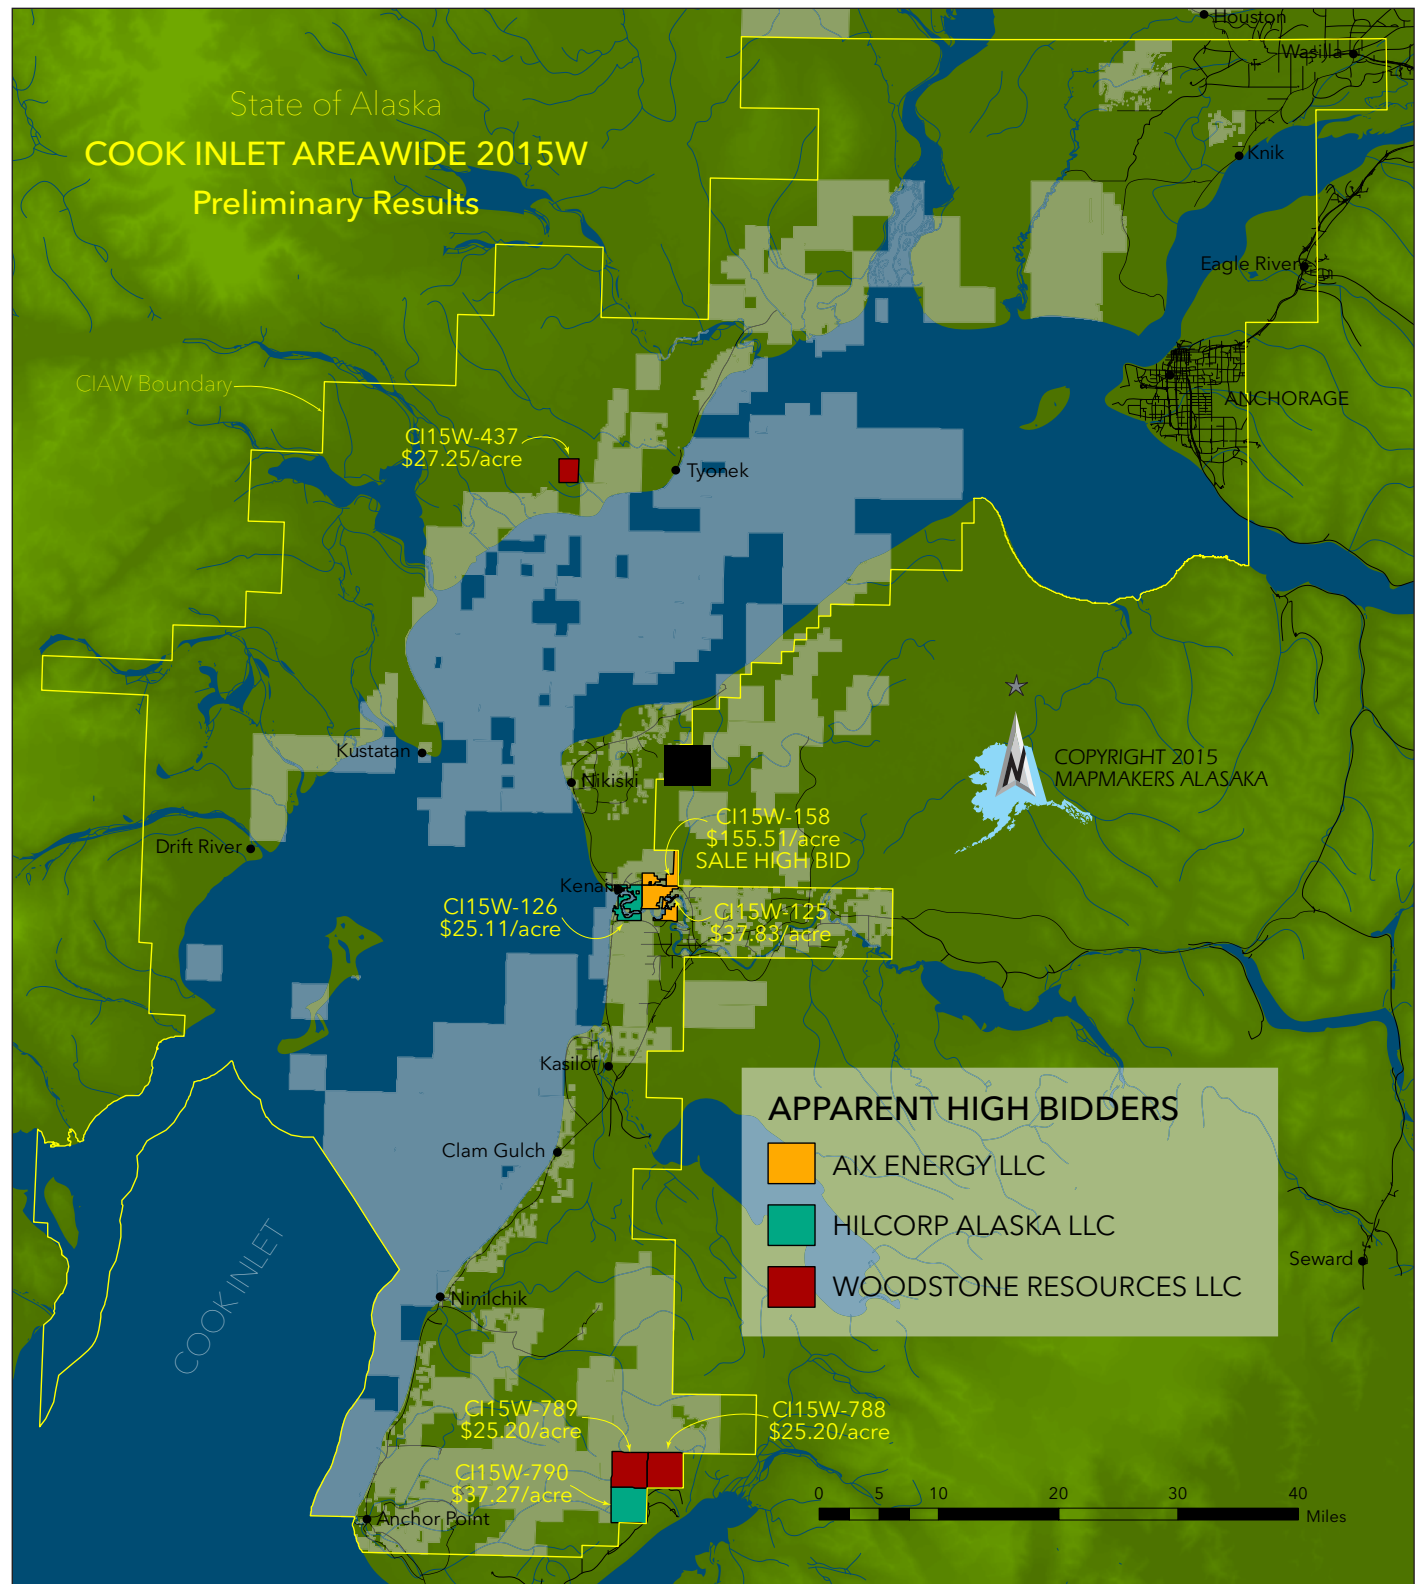 Houston
Wasilla
State of Alaska
COOK INLET AREAWIDE 2015W
Preliminary Results
Knik
Eagle River
CIAW Boundary
ANCHORAGE
CI15W-437
$27.25/acre
Tyonek
Kustatan
Nikiski
COPYRIGHT 2015
MAPMAKERS ALASAKA
N
CI15W-158
$155.51/acre
SALE HIGH BID
Drift River
Kenai
CI15W-126
$25.11/acre
CI15W-125
$37.83/acre
Kasilof
APPARENT HIGH BIDDERS
AIX ENERGY LLC
HILCORP ALASKA LLC
WOODSTONE RESOURCES LLC
Clam Gulch
COOK INLET
Seward
Ninilchik
CI15W-789
$25.20/acre
CI15W-788
$25.20/acre
CI15W-790
$37.27/acre
Anchor Point
0 5 10 20 30 40
Miles